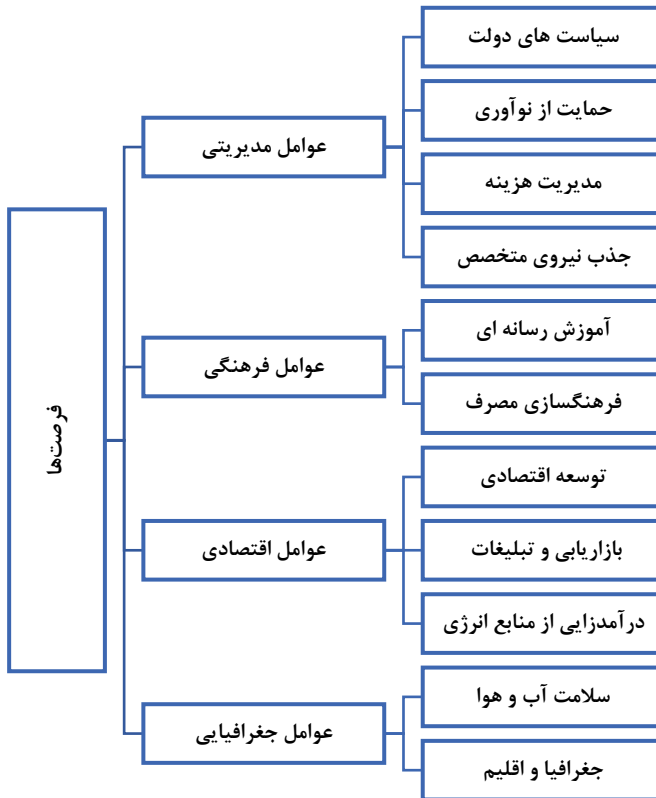 فرصت‌ها
عوامل مدیریتی
سیاست های دولت
حمایت از نوآوری
مدیریت هزینه
جذب نیروی متخصص
عوامل فرهنگی
آموزش رسانه ای
فرهنگسازی مصرف
عوامل اقتصادی
توسعه اقتصادی
بازاریابی و تبلیغات
درآمدزایی از منابع انرژی
عوامل جغرافیایی
سلامت آب و هوا
جغرافیا و اقلیم